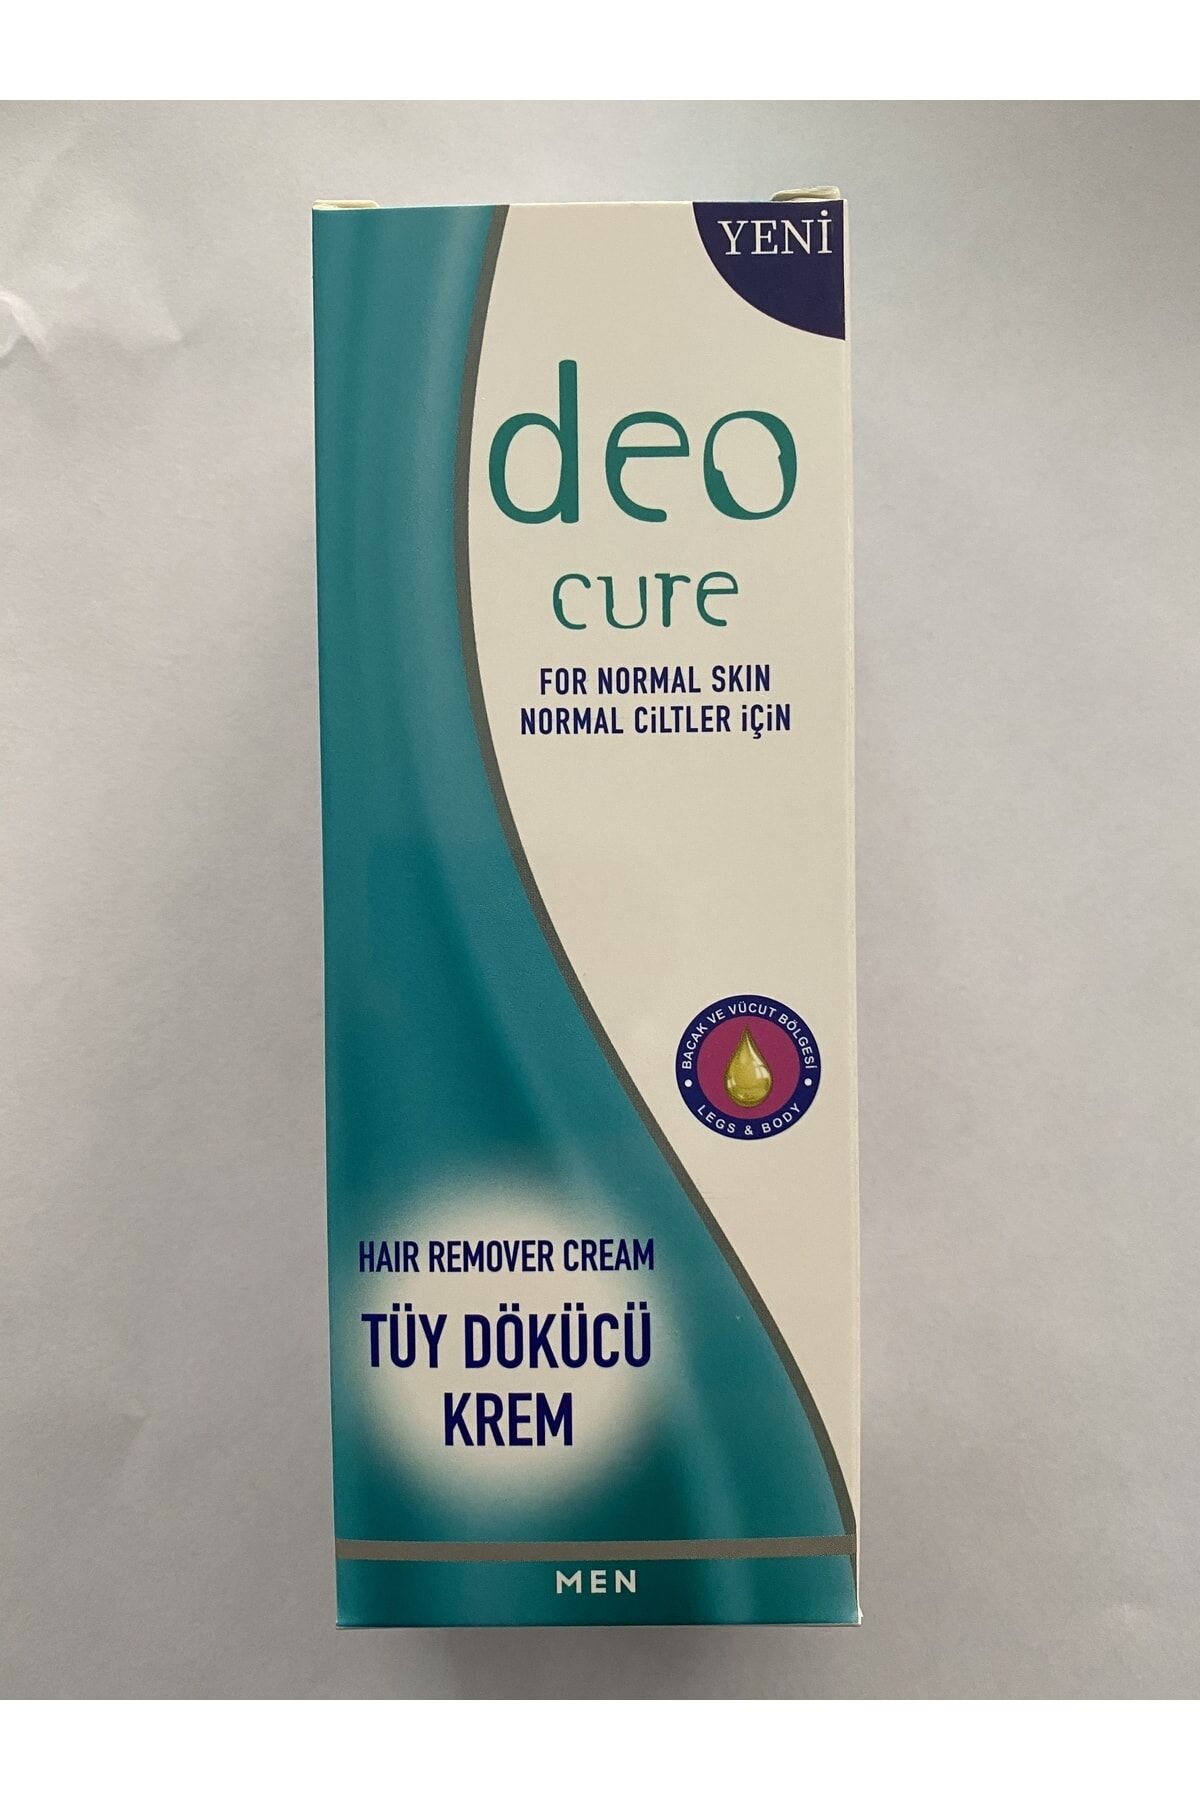 YENİ
deo
cure
FOR NORMAL SKIN
NORMAL CiLTLER iÇiN
• BACAK VE VÜCUT BÖLGESİ •
LEGS & BODY
HAIR REMOVER CREAM
TÜY DÖKÜCÜ
KREM
MEN